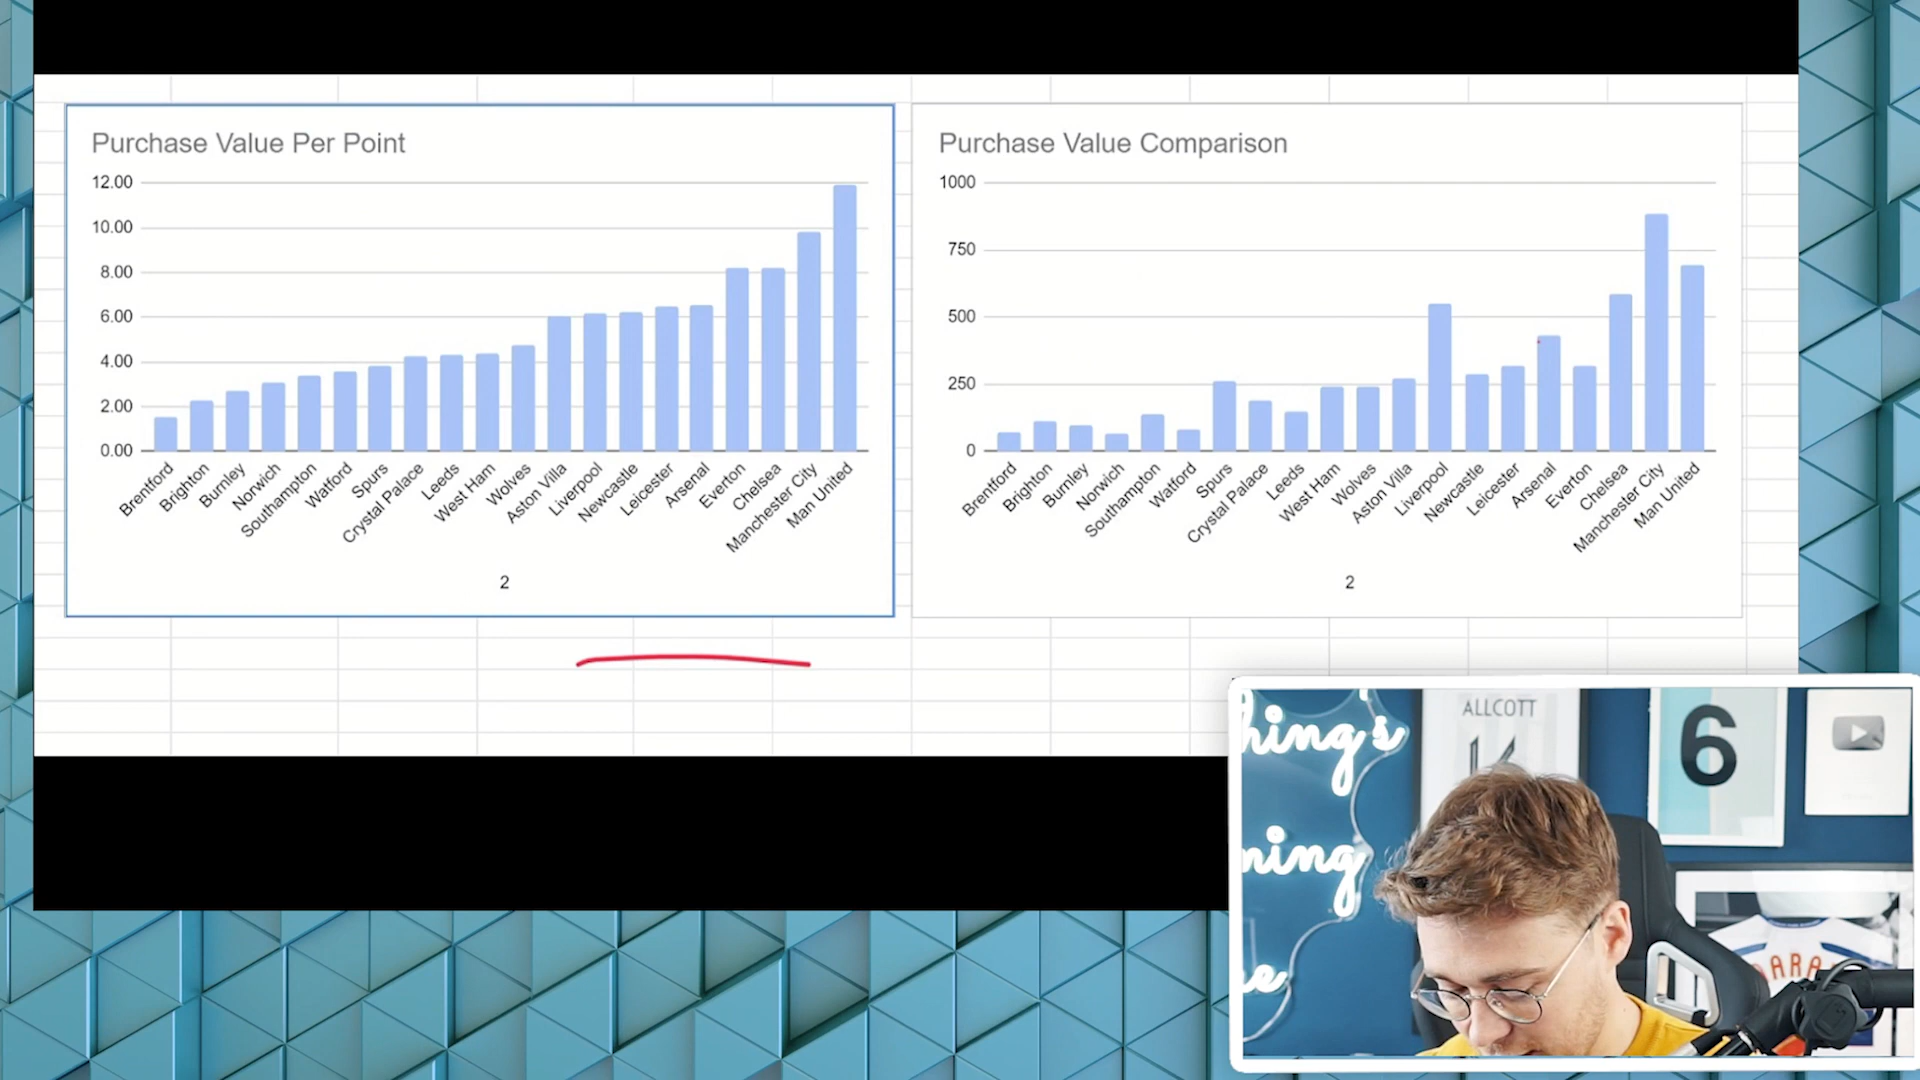 Purchase Value Per Point
12.00
10.00
8.00
6.00
4.00
2.00
0.00
Brentford
Brighton
Burnley
Norwich
Southampton
Watford
Spurs
Crystal Palace
Leeds
West Ham
Wolves
Aston Villa
Liverpool
Newcastle
Leicester
Arsenal
Everton
Chelsea
Manchester City
Man United
2
Purchase Value Comparison
1000
750
500
250
0
Brentford
Brighton
Burnley
Norwich
Southampton
Watford
Spurs
Crystal Palace
Leeds
West Ham
Wolves
Aston Villa
Liverpool
Newcastle
Leicester
Arsenal
Everton
Chelsea
Manchester City
Man United
2
hing's
ning
ALLCOTT
6